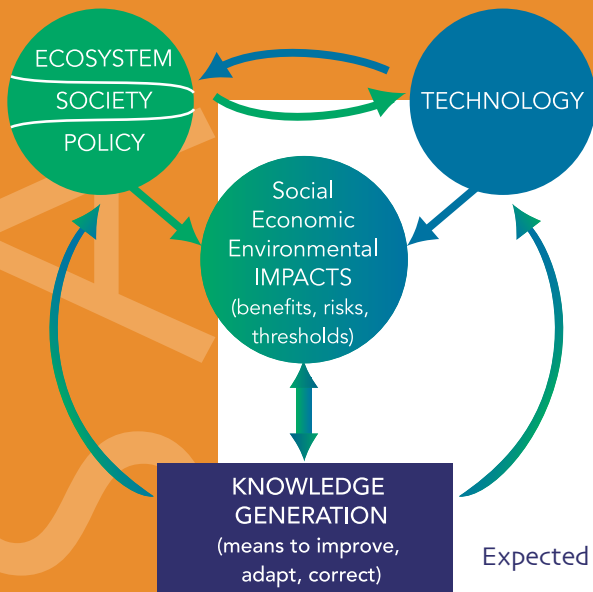 ECOSYSTEM
SOCIETY
POLICY
TECHNOLOGY
Social
Economic
Environmental
IMPACTS
(benefits, risks,
thresholds)
KNOWLEDGE
GENERATION
(means to improve,
adapt, correct)
Expected